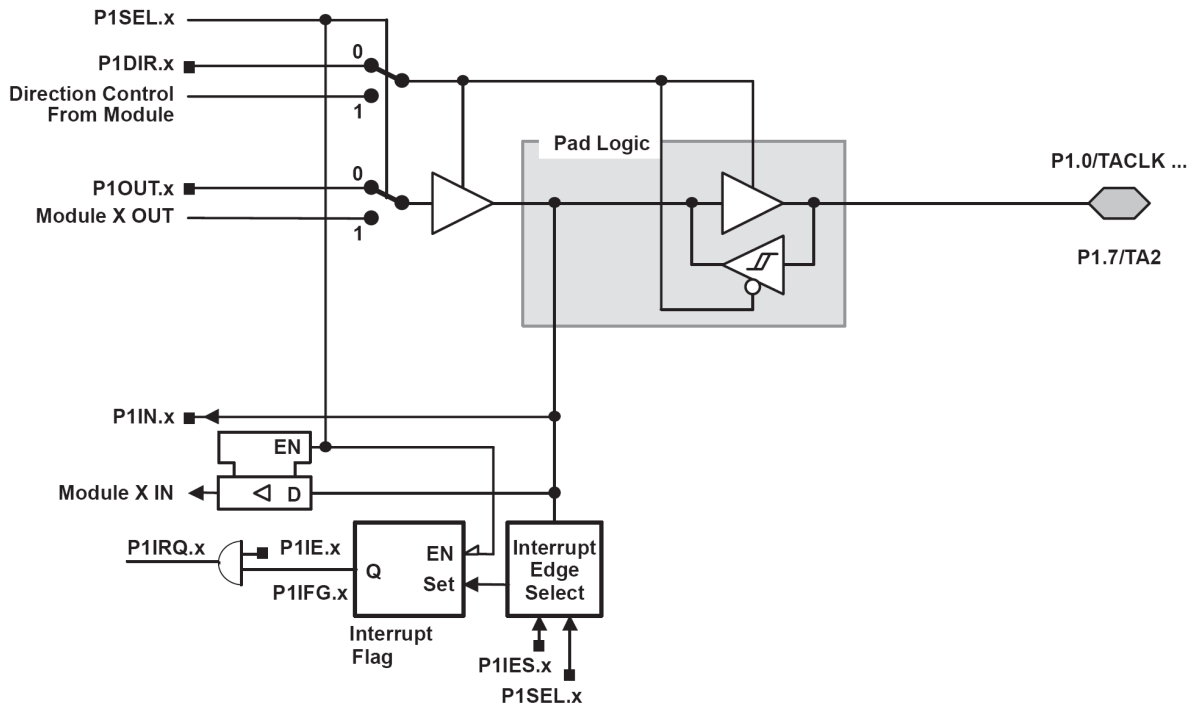 P1SEL.x
P1DIR.x
0
Direction Control
From Module
1
Pad Logic
P1.0/TACLK ...
P1OUT.x
0
Module X OUT
1
P1.7/TA2
P1IN.x
EN
Module X IN
D
P1IRQ.x
P1IE.x
P1IFG.x
Q
EN
Set
Interrupt
Edge
Select
Interrupt
Flag
P1IES.x
P1SEL.x